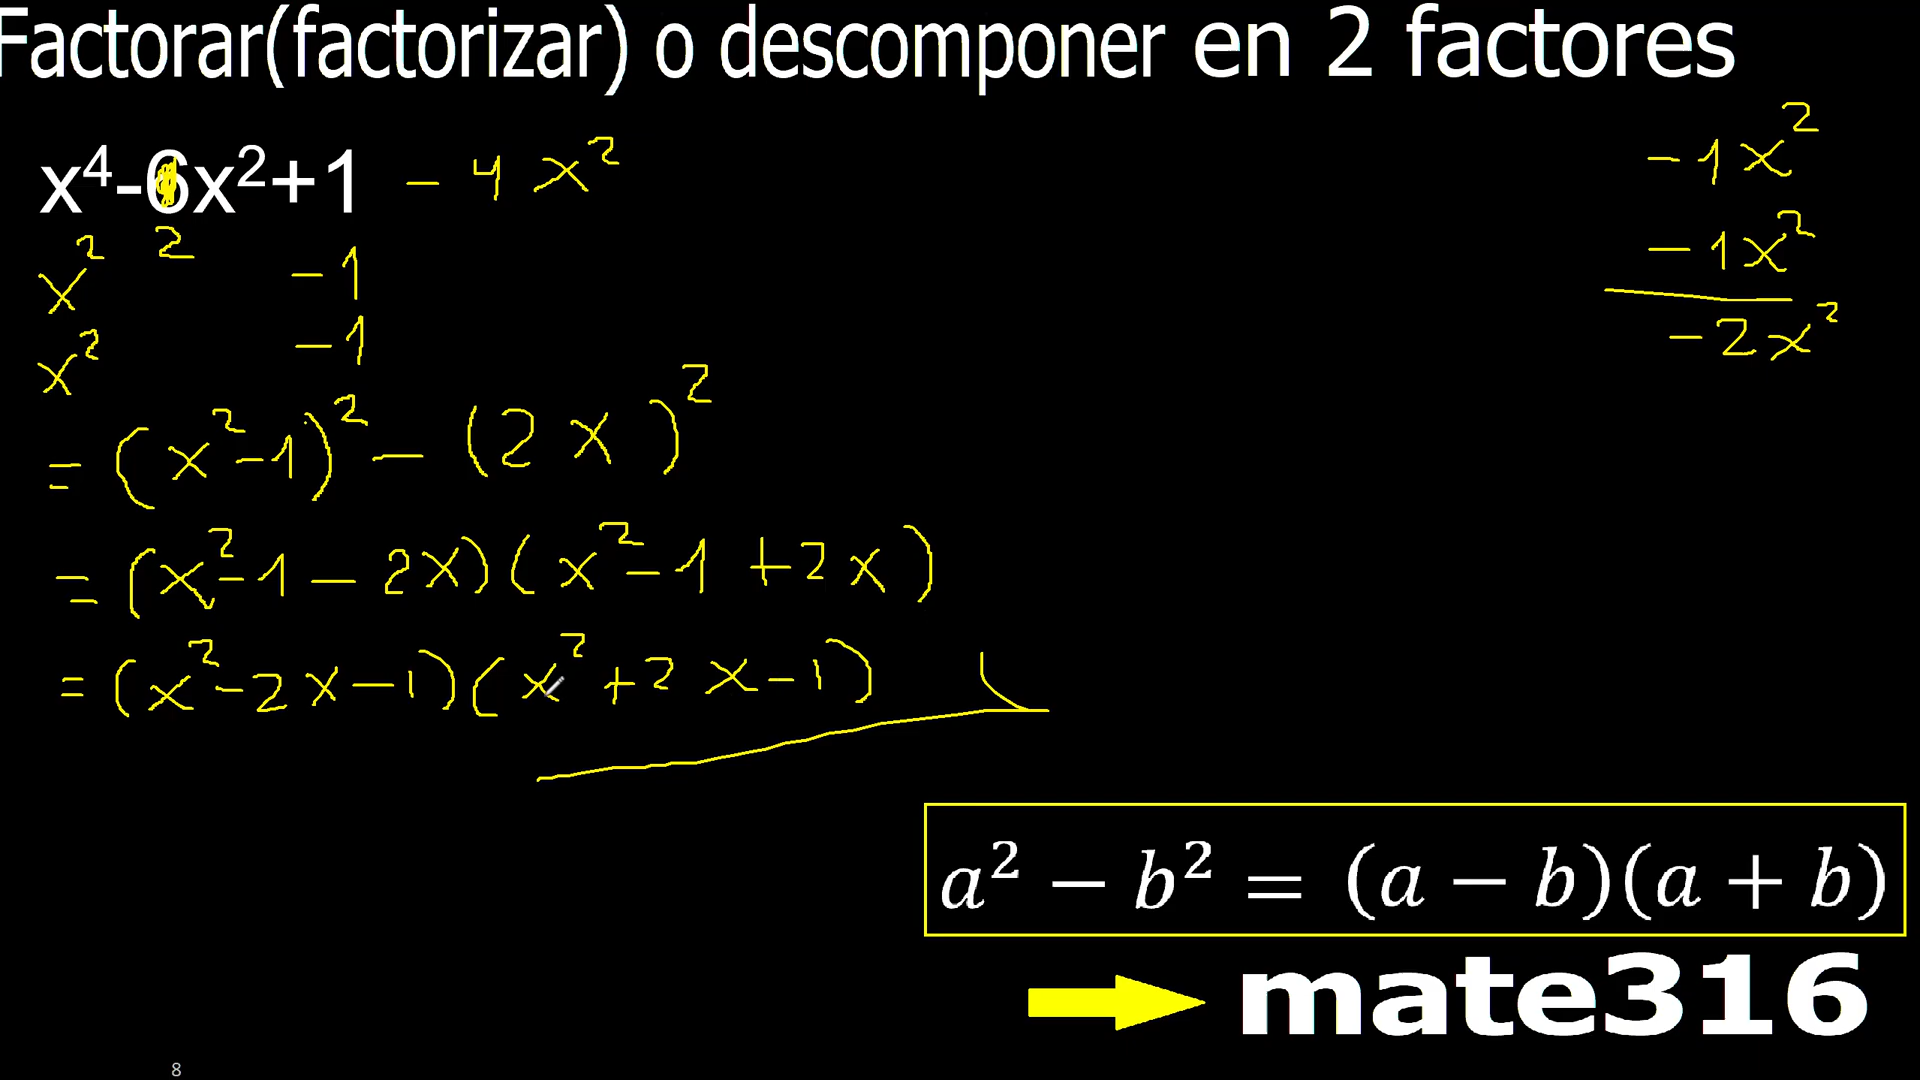 Factorar(factorizar) o descomponer en 2 factores
x⁴-6x²+1 - 4x²
2
x² -1
x² -1
= (x²-1)² - (2x)²
= (x²-1-2x)(x²-1+2x)
= (x²-2x-1)(x²+2x-1)
-1x²
-1x²
-2x²
a² − b² = (a − b)(a + b)
mate316
8